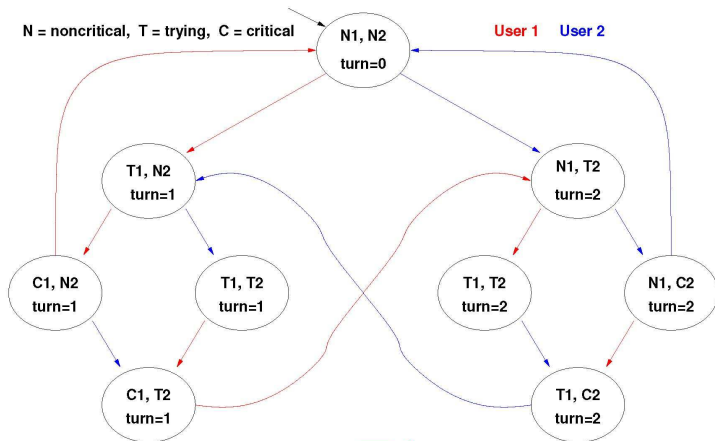 N = noncritical, T = trying, C = critical
User 1 User 2
N1, N2
turn=0
T1, N2
turn=1
N1, T2
turn=2
C1, N2
turn=1
T1, T2
turn=1
T1, T2
turn=2
N1, C2
turn=2
C1, T2
turn=1
T1, C2
turn=2